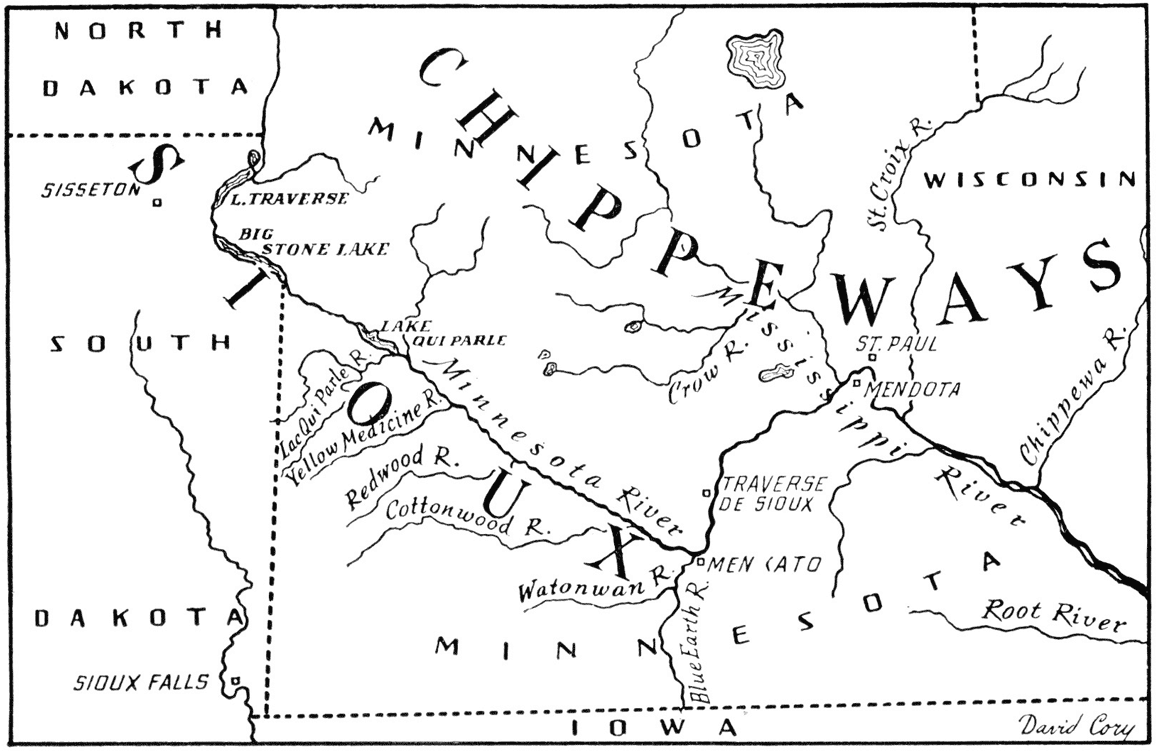 NORTH
DAKOTA
CHIPPEWAYS
MINNESOTA
St. Croix R.
WISCONSIN
SIOUX
SISSETON
L. TRAVERSE
BIG
STONE LAKE
SOUTH
LAKE
QUI PARLE
Mississippi River
ST. PAUL
MENDOTA
Crow R.
Chippewa R.
Lac Qui Parle R.
Yellow Medicine R.
Minnesota River
Redwood R.
Cottonwood R.
TRAVERSE
DE SIOUX
MEN KATO
Watonwan R.
Blue Earth R.
DAKOTA
MINNESOTA
Root River
SIOUX FALLS
IOWA
David Cory